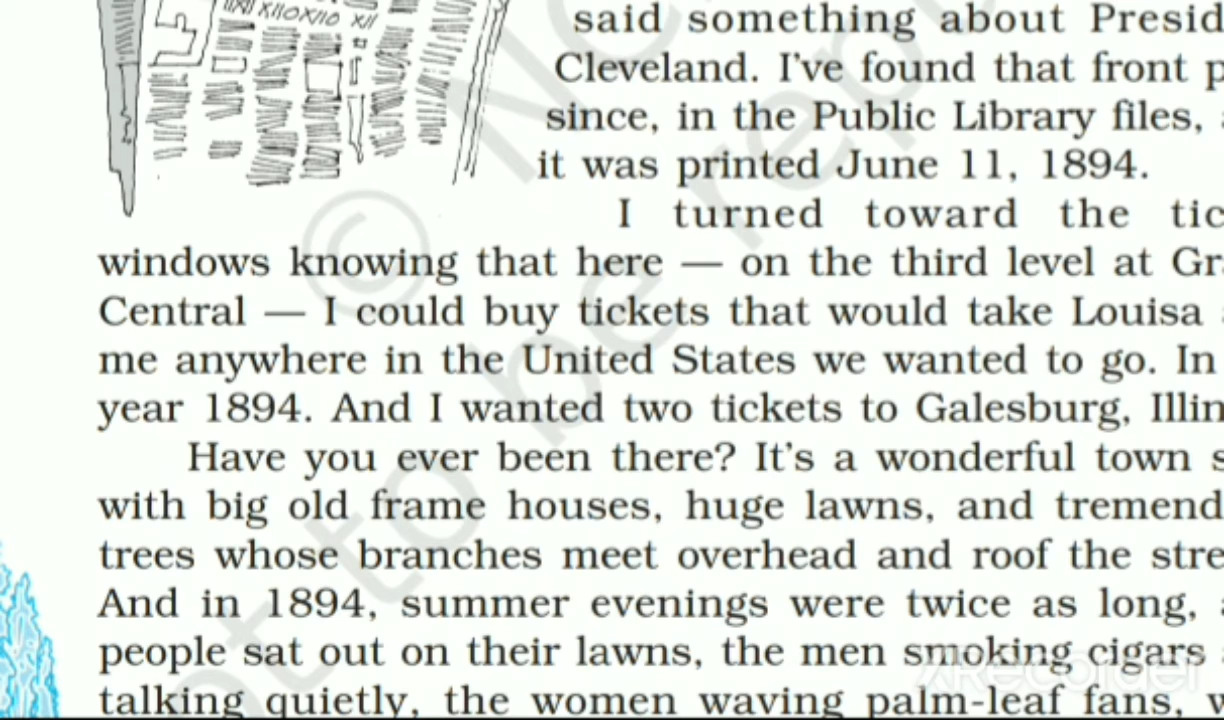 said something about Presid
Cleveland. I've found that front p
since, in the Public Library files,
it was printed June 11, 1894.
I turned toward the tic
windows knowing that here — on the third level at Gr
Central — I could buy tickets that would take Louisa
me anywhere in the United States we wanted to go. In
year 1894. And I wanted two tickets to Galesburg, Illin
Have you ever been there? It's a wonderful town s
with big old frame houses, huge lawns, and tremend
trees whose branches meet overhead and roof the stre
And in 1894, summer evenings were twice as long,
people sat out on their lawns, the men smoking cigars
talking quietly, the women waving palm-leaf fans, w